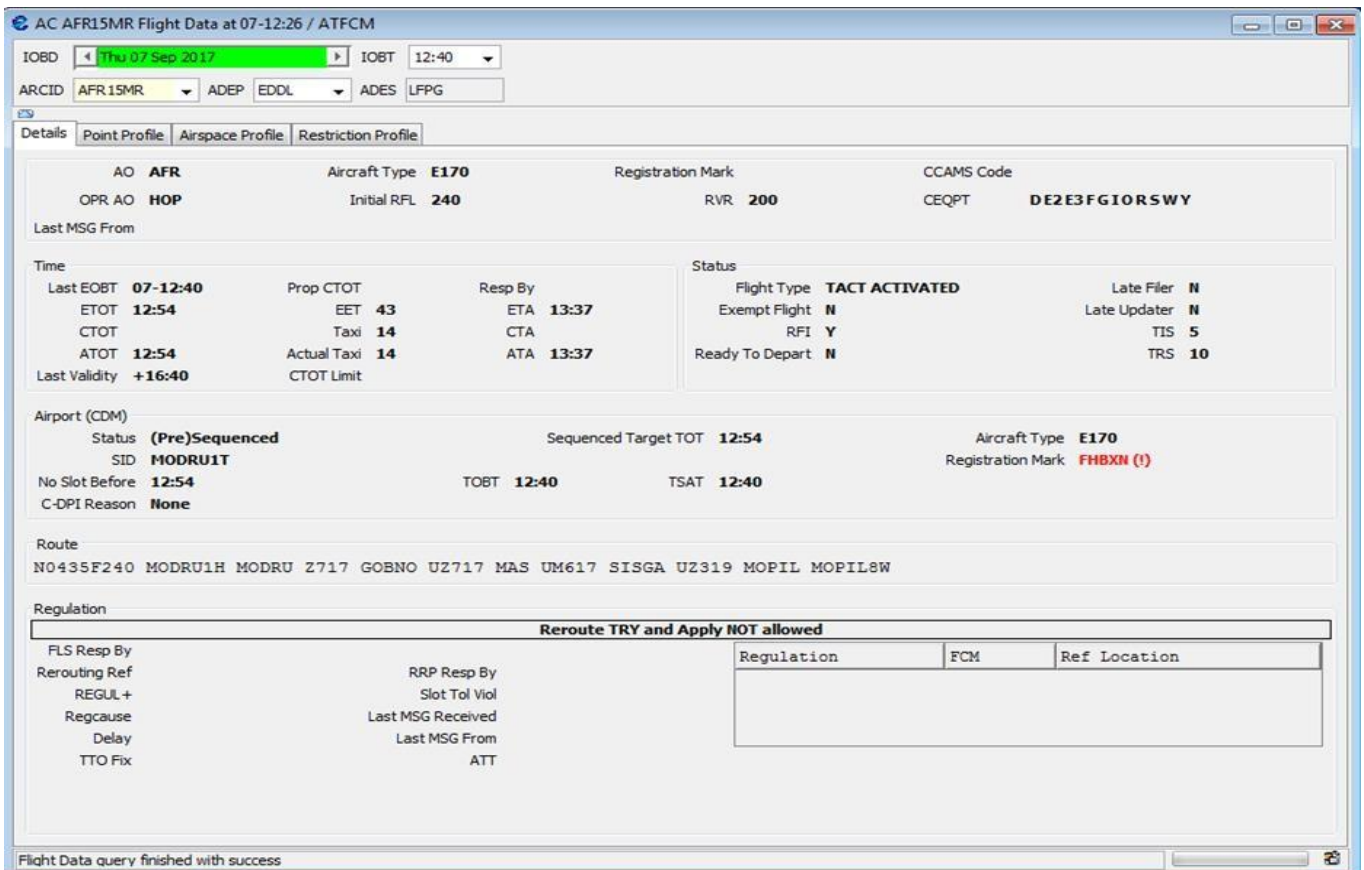 AC AFR15MR Flight Data at 07-12:26 / ATFCM
IOBD Thu 07 Sep 2017 IOBT 12:40
ARCID AFR15MR ADEP EDDL ADES LFPG
Details Point Profile Airspace Profile Restriction Profile
AO AFR Aircraft Type E170 Registration Mark CCAMS Code
OPR AO HOP Initial RFL 240 RVR 200 CEQPT DE2E3FGIORSWY
Last MSG From
Time Status
Last EOBT 07-12:40 Prop CTOT Resp By Flight Type TACT ACTIVATED Late Filer N
ETOT 12:54 EET 43 ETA 13:37 Exempt Flight N Late Updater N
CTOT Taxi 14 CTA RFI Y TIS 5
ATOT 12:54 Actual Taxi 14 ATA 13:37 Ready To Depart N TRS 10
Last Validity +16:40 CTOT Limit
Airport (CDM)
Status (Pre)Sequenced Sequenced Target TOT 12:54 Aircraft Type E170
SID MODRU1T Registration Mark FHBXN (!)
No Slot Before 12:54 TOBT 12:40 TSAT 12:40
C-DPI Reason None
Route
N0435F240 MODRU1H MODRU Z717 GOBNO UZ717 MAS UM617 SISGA UZ319 MOPIL MOPIL8W
Regulation
Reroute TRY and Apply NOT allowed
FLS Resp By Regulation FCM Ref Location
Rerouting Ref RRP Resp By
REGUL+ Slot Tol Viol
Regcause Last MSG Received
Delay Last MSG From
TTO Fix ATT
Flight Data query finished with success